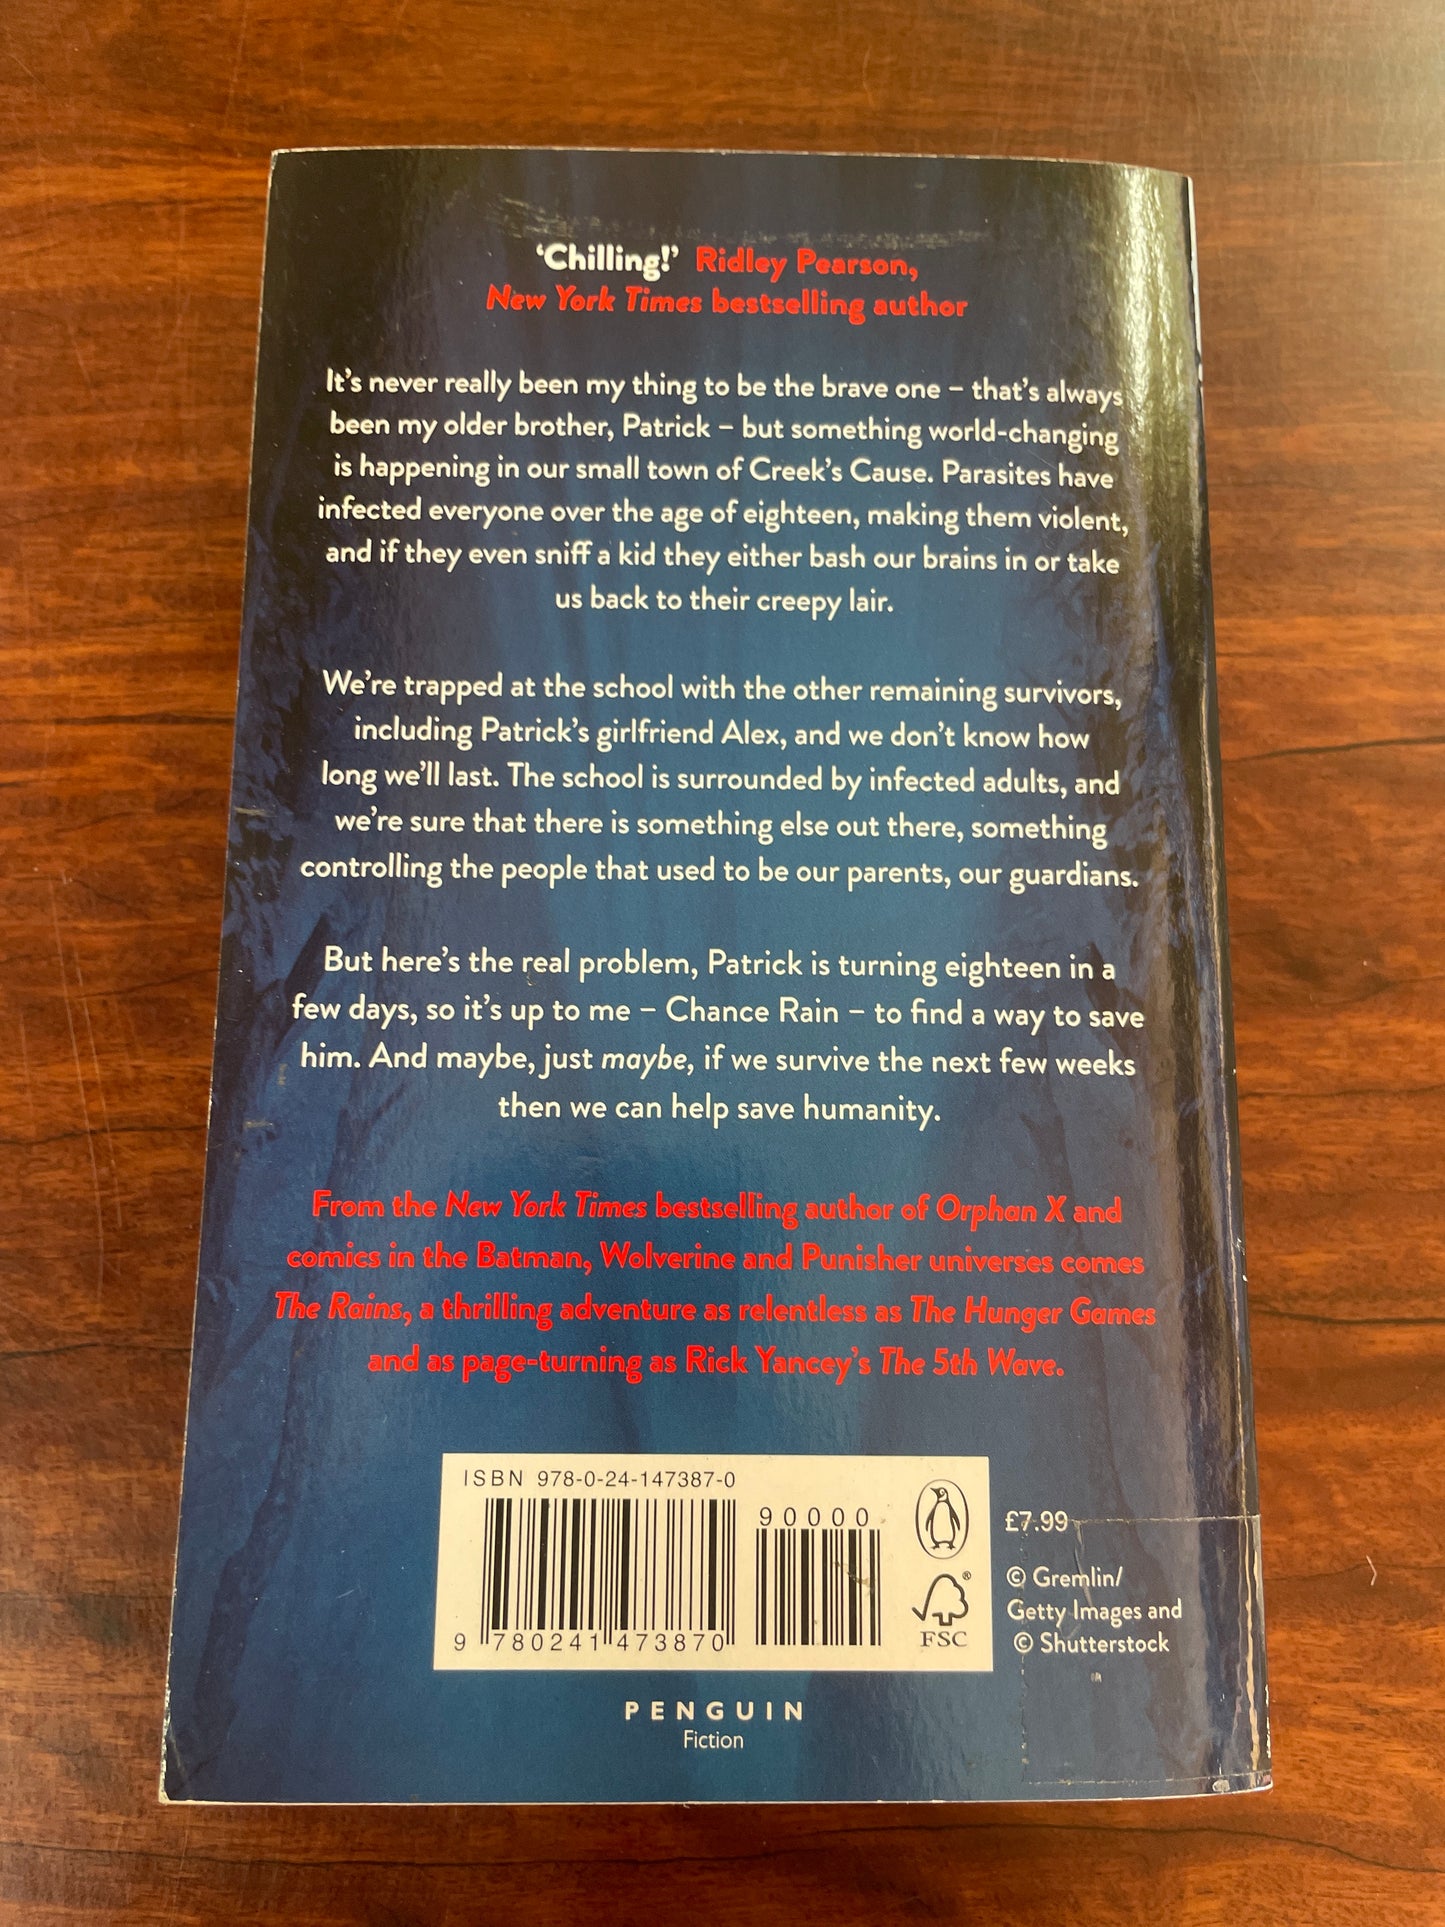 ‘Chilling!’ Ridley Pearson,
New York Times bestselling author
It’s never really been my thing to be the brave one – that’s always
been my older brother, Patrick – but something world-changing
is happening in our small town of Creek’s Cause. Parasites have
infected everyone over the age of eighteen, making them violent,
and if they even sniff a kid they either bash our brains in or take
us back to their creepy lair.
We’re trapped at the school with the other remaining survivors,
including Patrick’s girlfriend Alex, and we don’t know how
long we’ll last. The school is surrounded by infected adults, and
we’re sure that there is something else out there, something
controlling the people that used to be our parents, our guardians.
But here’s the real problem, Patrick is turning eighteen in a
few days, so it’s up to me – Chance Rain – to find a way to save
him. And maybe, just maybe, if we survive the next few weeks
then we can help save humanity.
From the New York Times bestselling author of Orphan X and
comics in the Batman, Wolverine and Punisher universes comes
The Rains, a thrilling adventure as relentless as The Hunger Games
and as page-turning as Rick Yancey’s The 5th Wave.
ISBN 978-0-24-147387-0
90000
9 780241 473870
FSC
®
£7.99
© Gremlin/
Getty Images and
© Shutterstock
PENGUIN
Fiction